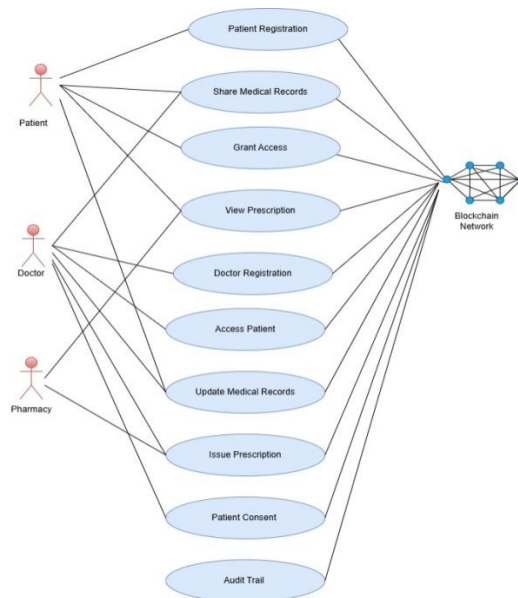 Patient Registration
Share Medical Records
Patient
Grant Access
View Prescription
Blockchain
Network
Doctor
Doctor Registration
Access Patient
Update Medical Records
Pharmacy
Issue Prescription
Patient Consent
Audit Trail